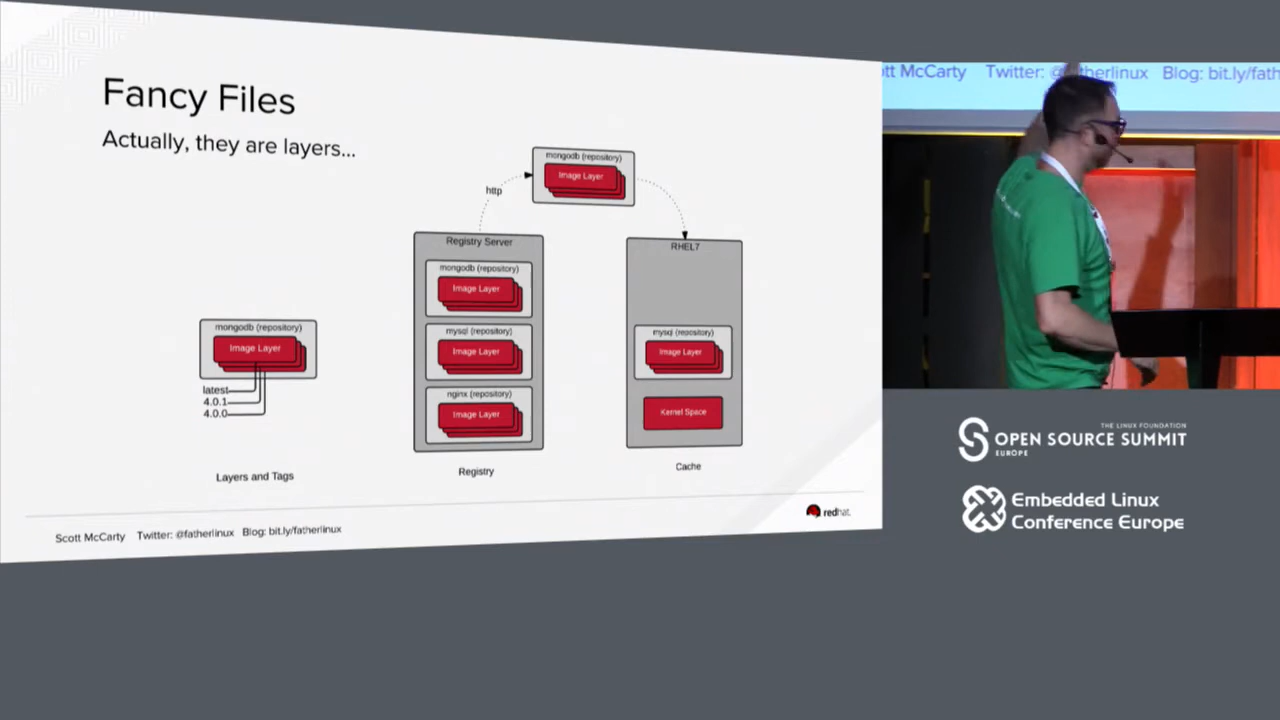 Fancy Files
Actually, they are layers...
mongodb (repository)
Image Layer
http
Registry Server
mongodb (repository)
Image Layer
mysql (repository)
Image Layer
nginx (repository)
Image Layer
RHEL7
mysql (repository)
Image Layer
Kernel Space
mongodb (repository)
Image Layer
latest
4.0.1
4.0.0
Layers and Tags
Registry
Cache
Scott McCarty Twitter: @fatherlinux Blog: bit.ly/fatherlinux
redhat.
tt McCarty Twitter: @fatherlinux Blog: bit.ly/fath
THE LINUX FOUNDATION
OPEN SOURCE SUMMIT
EUROPE
Embedded Linux
Conference Europe